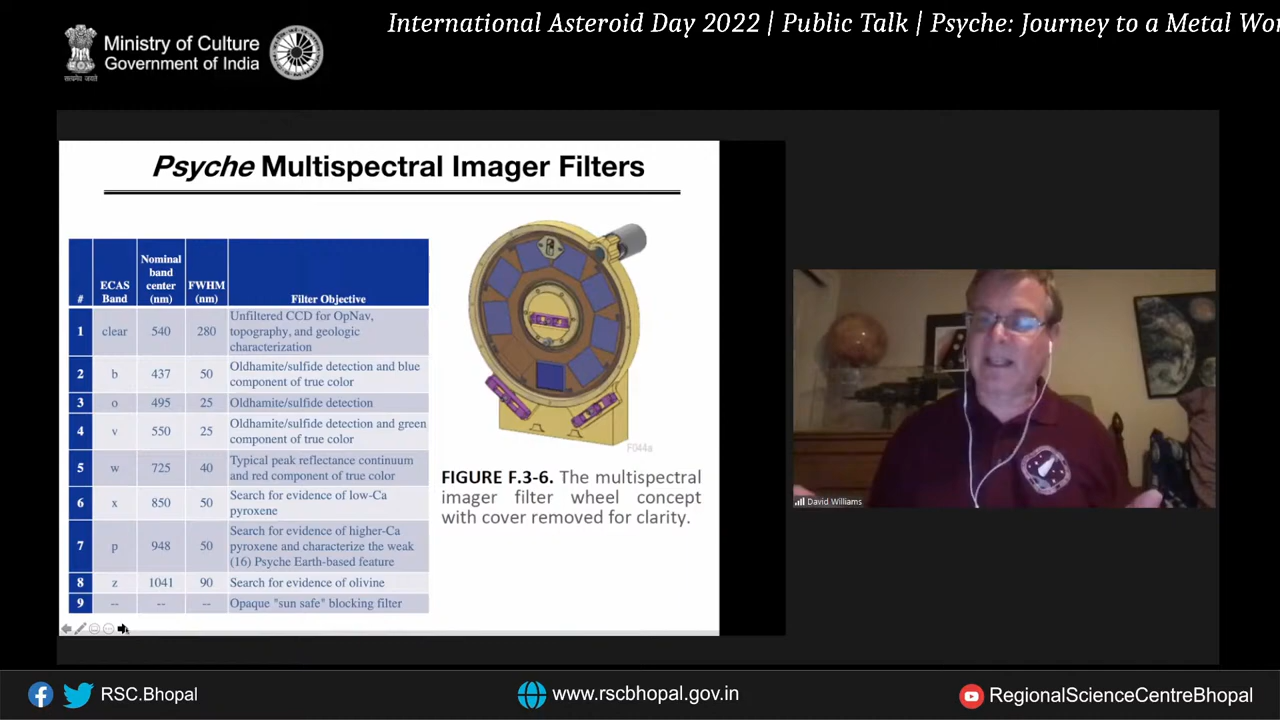 International Asteroid Day 2022 | Public Talk | Psyche: Journey to a Metal Wor
सत्यमेव जयते
Ministry of Culture
Government of India
Psyche Multispectral Imager Filters
# ECAS Band Nominal band center (nm) FWHM (nm) Filter Objective
1 clear 540 280 Unfiltered CCD for OpNav,
topography, and geologic
characterization
2 b 437 50 Oldhamite/sulfide detection and blue
component of true color
3 o 495 25 Oldhamite/sulfide detection
4 v 550 25 Oldhamite/sulfide detection and green
component of true color
5 w 725 40 Typical peak reflectance continuum
and red component of true color
6 x 850 50 Search for evidence of low-Ca
pyroxene
7 p 948 50 Search for evidence of higher-Ca
pyroxene and characterize the weak
(16) Psyche Earth-based feature
8 z 1041 90 Search for evidence of olivine
9 -- -- -- Opaque "sun safe" blocking filter
F044a
FIGURE F.3-6. The multispectral
imager filter wheel concept
with cover removed for clarity.
David Williams
RSC.Bhopal
www.rscbhopal.gov.in
RegionalScienceCentreBhopal